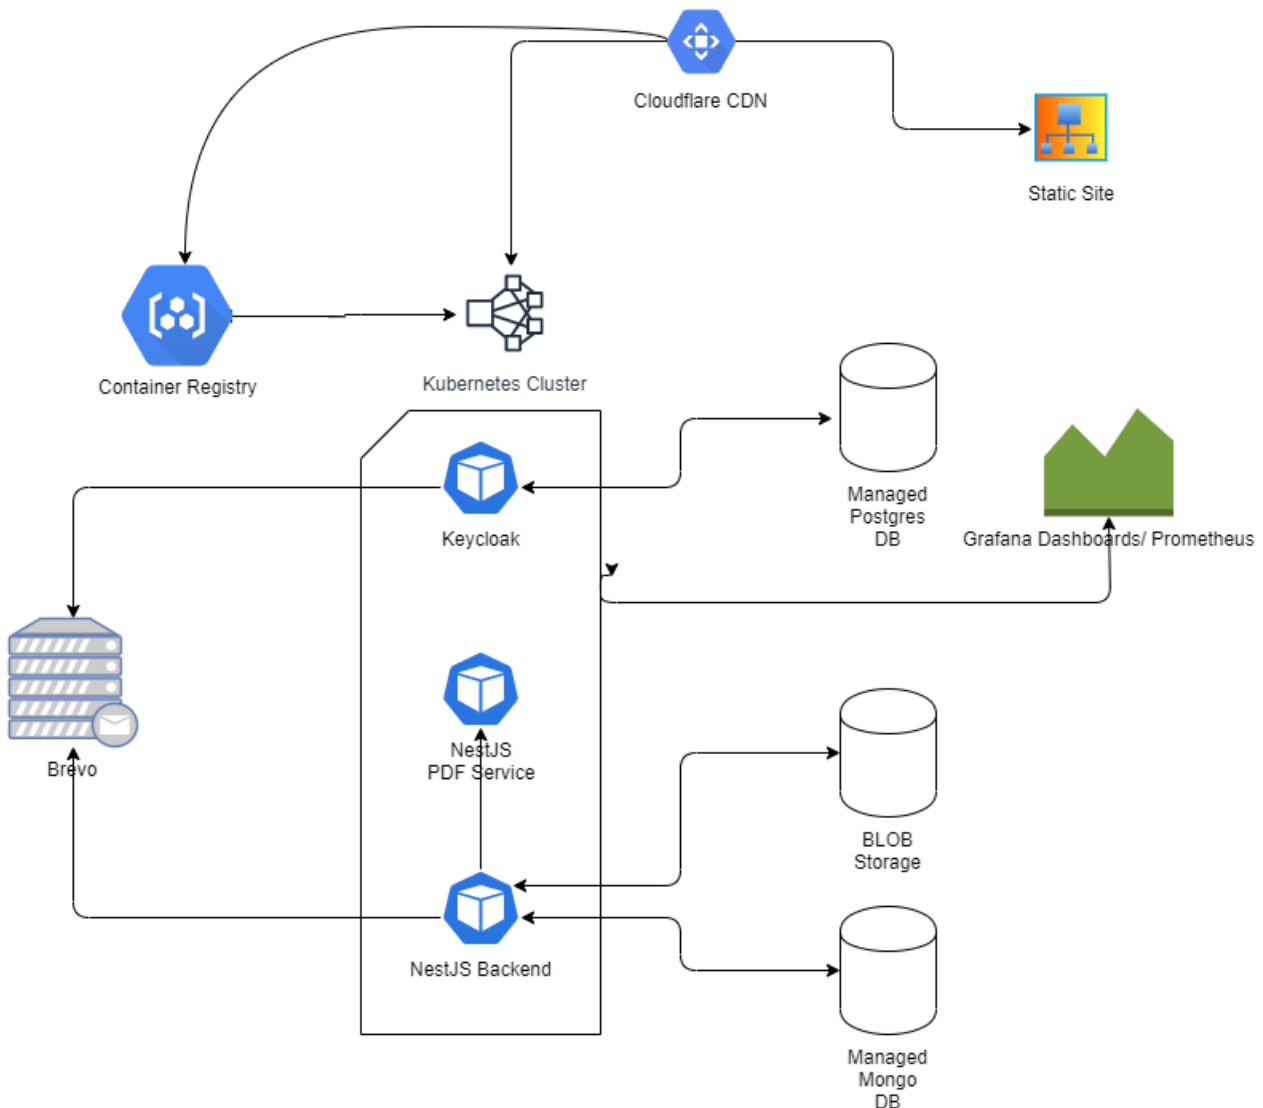 Cloudflare CDN
Static Site
Container Registry
Kubernetes Cluster
Keycloak
Managed
Postgres
DB
Grafana Dashboards/ Prometheus
NestJS
PDF Service
Brevo
BLOB
Storage
NestJS Backend
Managed
Mongo
DB